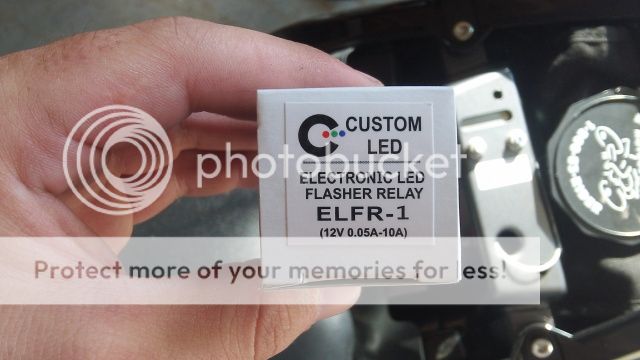 CUSTOM
LED
ELECTRONIC LED
FLASHER RELAY
ELFR-1
(12V 0.05A-10A)
photobucket
Protect more of your memories for less!